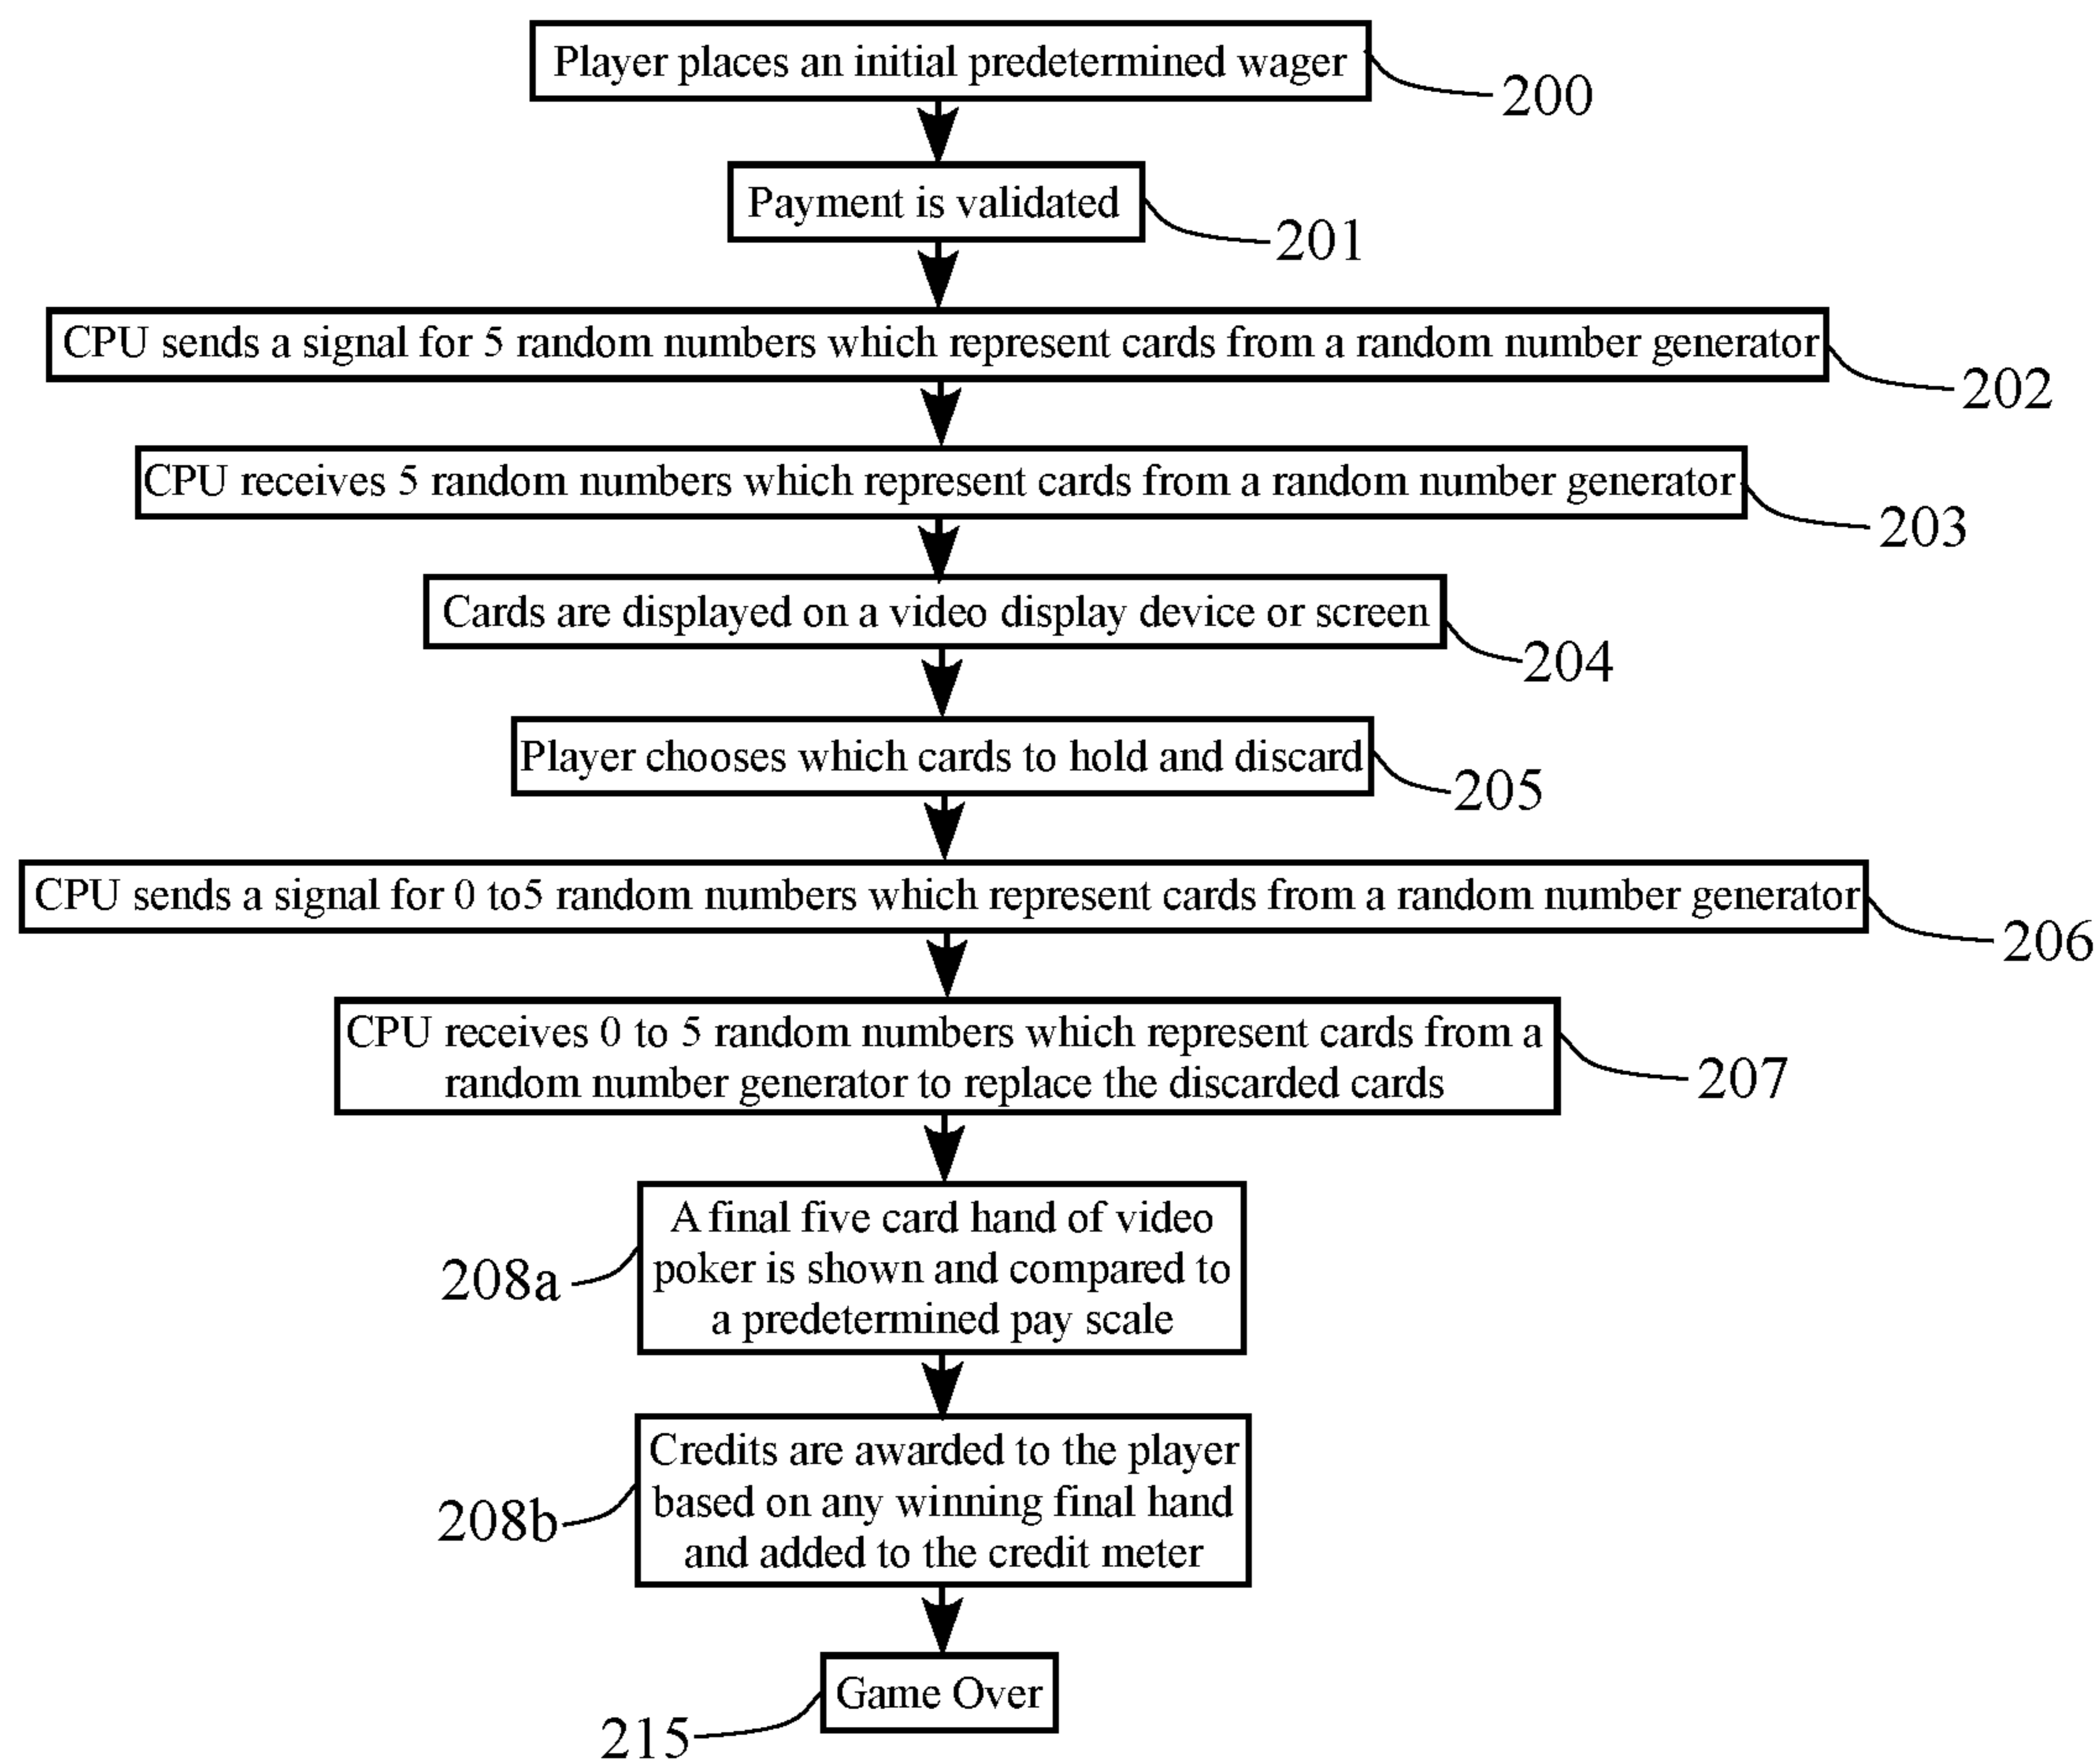 Player places an initial predetermined wager
200
Payment is validated
201
CPU sends a signal for 5 random numbers which represent cards from a random number generator
202
CPU receives 5 random numbers which represent cards from a random number generator
203
Cards are displayed on a video display device or screen
204
Player chooses which cards to hold and discard
205
CPU sends a signal for 0 to5 random numbers which represent cards from a random number generator
206
CPU receives 0 to 5 random numbers which represent cards from a
random number generator to replace the discarded cards
207
A final five card hand of video
poker is shown and compared to
a predetermined pay scale
208a
Credits are awarded to the player
based on any winning final hand
and added to the credit meter
208b
Game Over
215